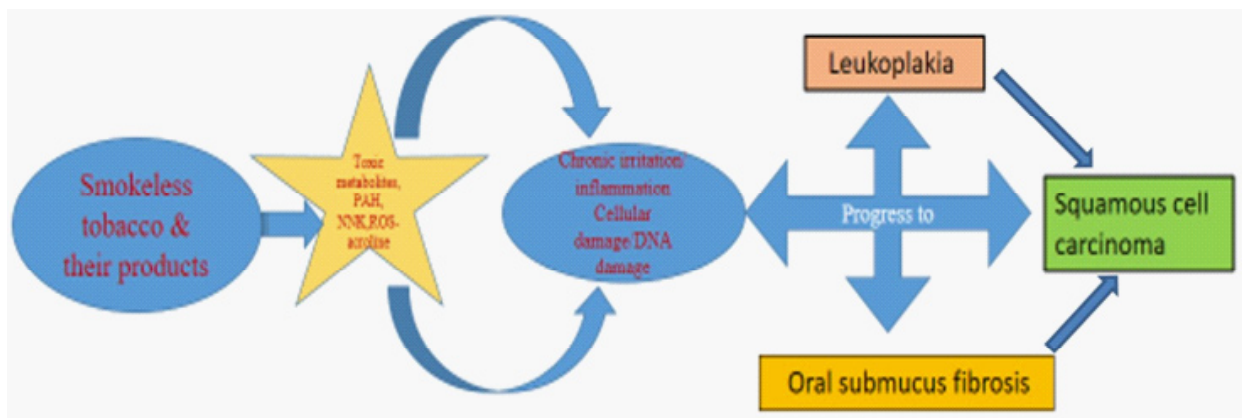 Smokeless
tobacco &
their products
Toxic
metabolites,
PAH,
NNK,ROS-
acroline
Chronic irritation/
inflammation
Cellular
damage/DNA
damage
Progress to
Leukoplakia
Squamous cell
carcinoma
Oral submucus fibrosis